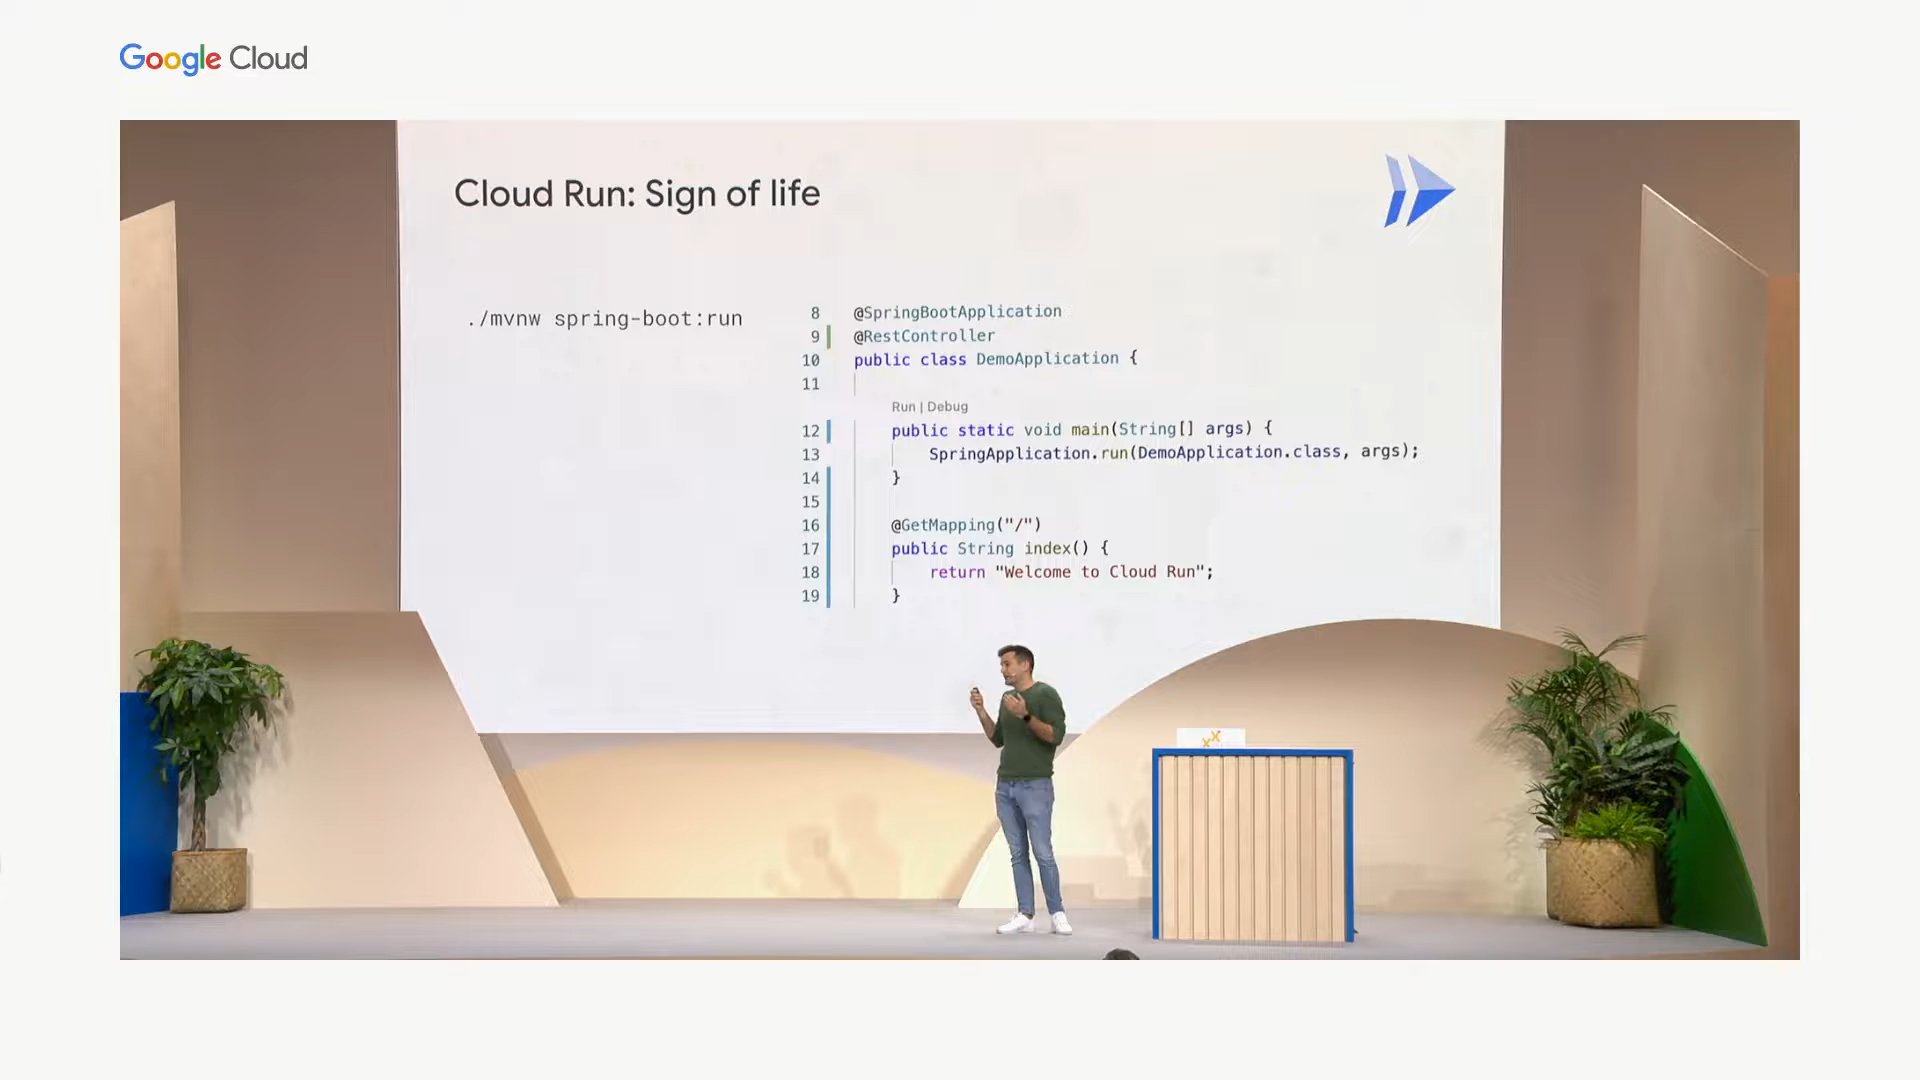 Google Cloud
Cloud Run: Sign of life
./mvnw spring-boot:run
8 @SpringBootApplication
9 @RestController
10 public class DemoApplication {
11
Run | Debug
12 public static void main(String[] args) {
13 SpringApplication.run(DemoApplication.class, args);
14 }
15
16 @GetMapping("/")
17 public String index() {
18 return "Welcome to Cloud Run";
19 }